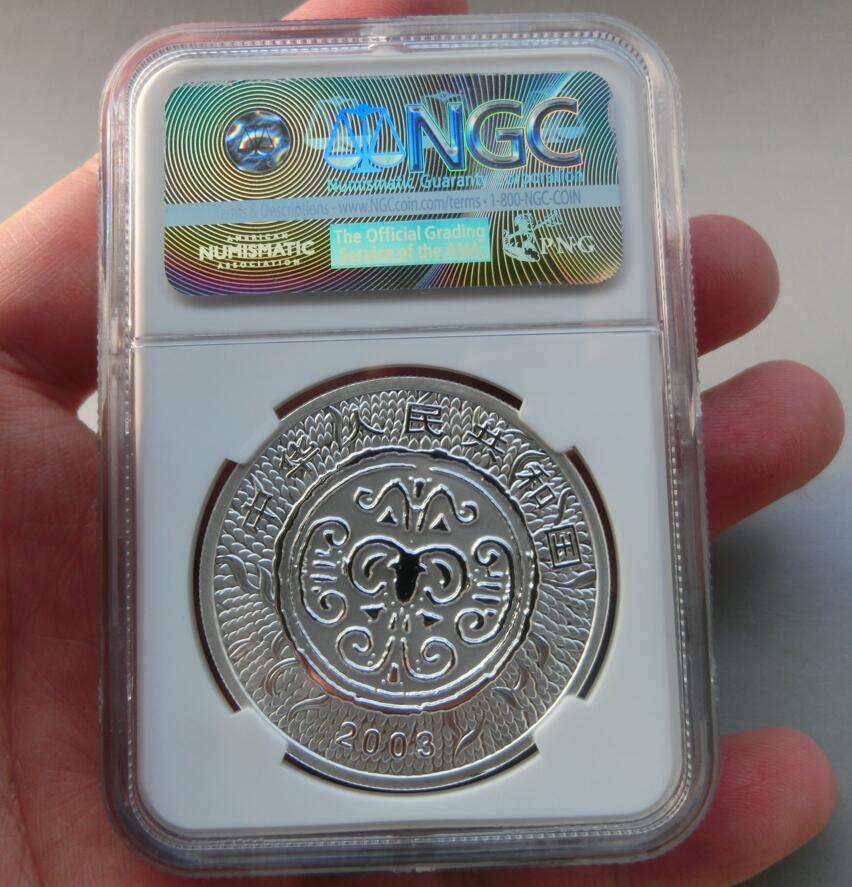 NGC
Numismatic Guaranty Corporation
Terms & Descriptions - www.NGCcoin.com/terms • 1-800-NGC-COIN
AMERICAN
NUMISMATIC
ASSOCIATION
The Official Grading
Service of the ANA
PNG
中华人民共和国
2003